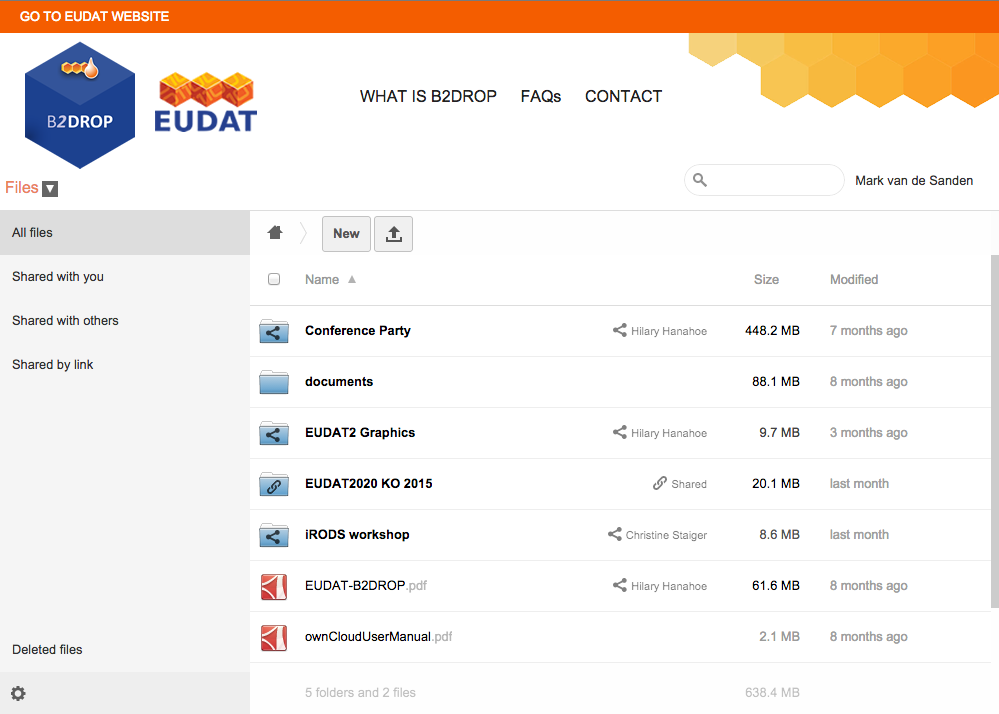 GO TO EUDAT WEBSITE
B2DROP
EUDAT
WHAT IS B2DROP FAQs CONTACT
Files
Mark van de Sanden
All files
Shared with you
Shared with others
Shared by link
Deleted files
New
Name Size Modified
Conference Party Hilary Hanahoe 448.2 MB 7 months ago
documents 88.1 MB 8 months ago
EUDAT2 Graphics Hilary Hanahoe 9.7 MB 3 months ago
EUDAT2020 KO 2015 Shared 20.1 MB last month
iRODS workshop Christine Staiger 8.6 MB last month
EUDAT-B2DROP.pdf Hilary Hanahoe 61.6 MB 8 months ago
ownCloudUserManual.pdf 2.1 MB 8 months ago
5 folders and 2 files 638.4 MB